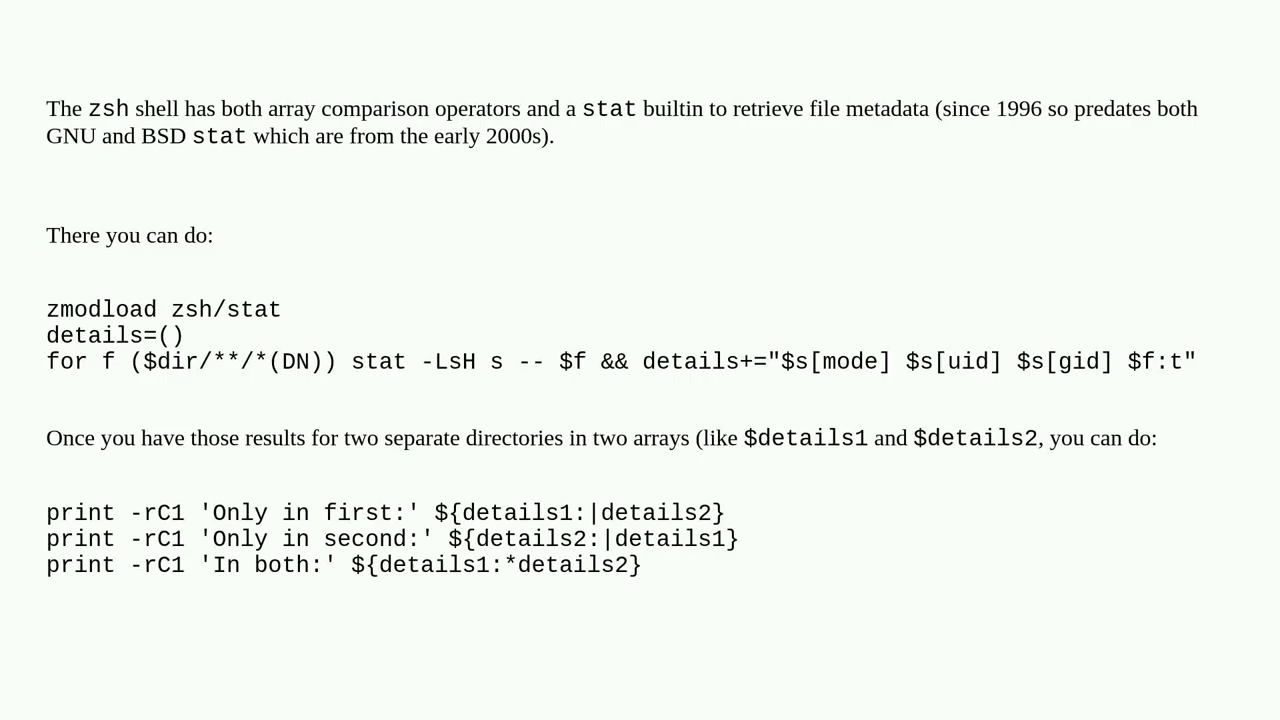 The zsh shell has both array comparison operators and a stat builtin to retrieve file metadata (since 1996 so predates both
GNU and BSD stat which are from the early 2000s).
There you can do:
zmodload zsh/stat
details=()
for f ($dir/**/*(DN)) stat -LsH s -- $f && details+="$s[mode] $s[uid] $s[gid] $f:t"
Once you have those results for two separate directories in two arrays (like $details1 and $details2, you can do:
print -rC1 'Only in first:' ${details1:|details2}
print -rC1 'Only in second:' ${details2:|details1}
print -rC1 'In both:' ${details1:*details2}